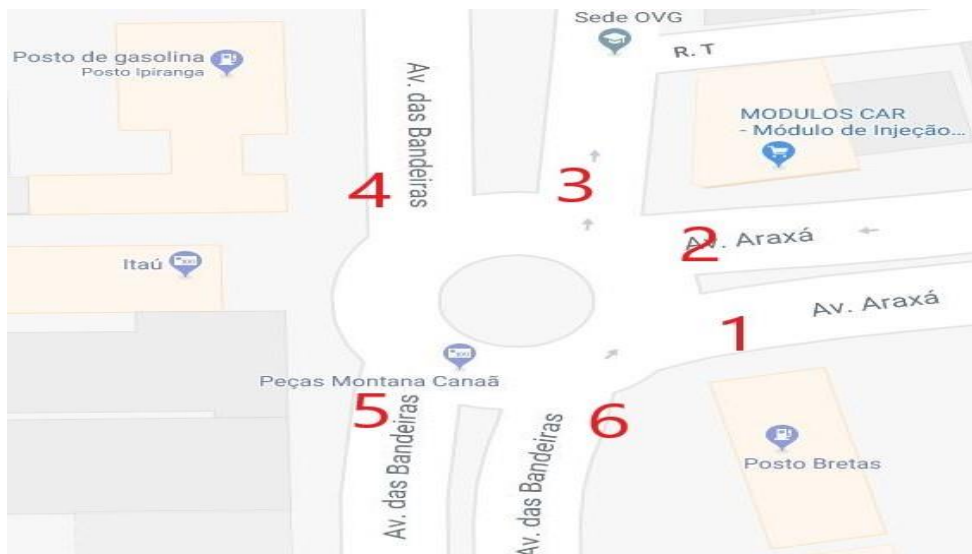 Sede OVG
R. T
Posto de gasolina
Posto Ipiranga
Av. das Bandeiras
MODULOS CAR
- Módulo de Injeção...
4
3
2
Av. Araxá
Itaú
Av. Araxá
1
Peças Montana Canaã
5
Av. das Bandeiras
Av. das Bandeiras
6
Posto Bretas